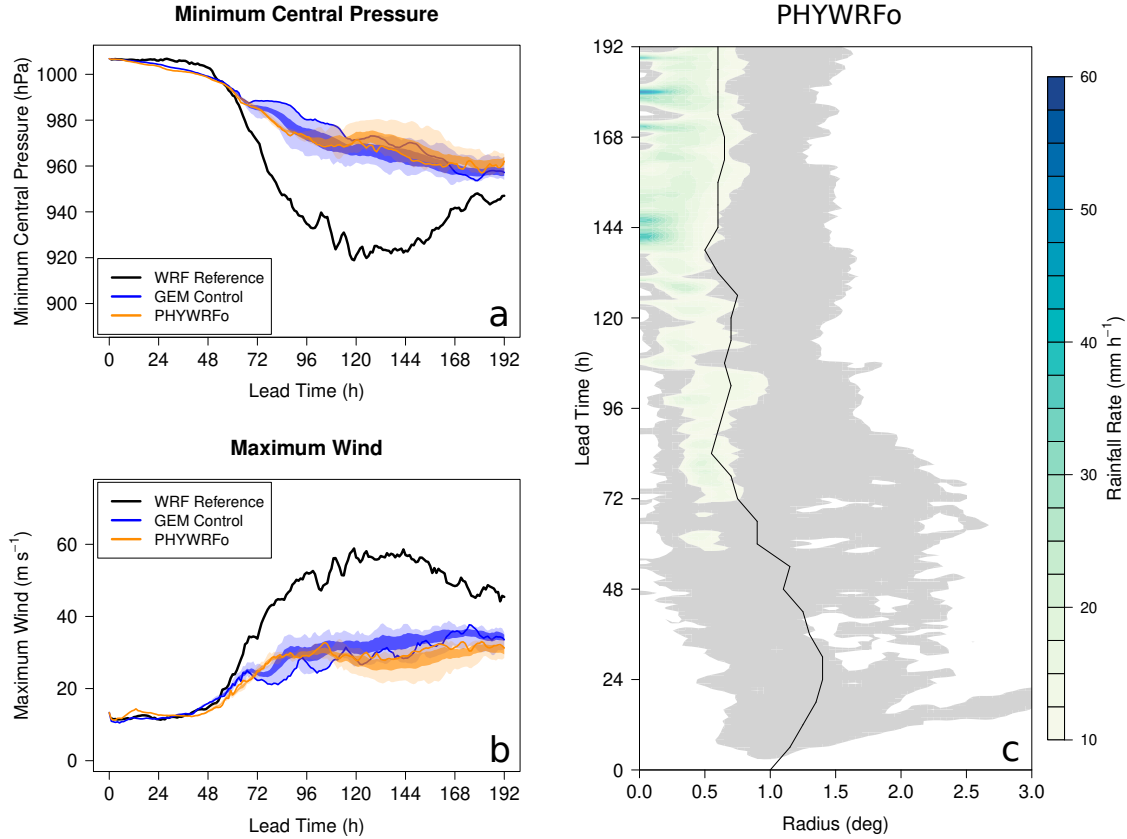 Minimum Central Pressure
Minimum Central Pressure (hPa)
1000
980
960
940
920
900
WRF Reference
GEM Control
PHYWRFo
a
0 24 48 72 96 120 144 168 192
Lead Time (h)
Maximum Wind
Maximum Wind (m s⁻¹)
60
40
20
0
WRF Reference
GEM Control
PHYWRFo
b
0 24 48 72 96 120 144 168 192
Lead Time (h)
PHYWRFo
Lead Time (h)
192
168
144
120
96
72
48
24
0
c
0.0 0.5 1.0 1.5 2.0 2.5 3.0
Radius (deg)
60
50
40
30
20
10
Rainfall Rate (mm h⁻¹)